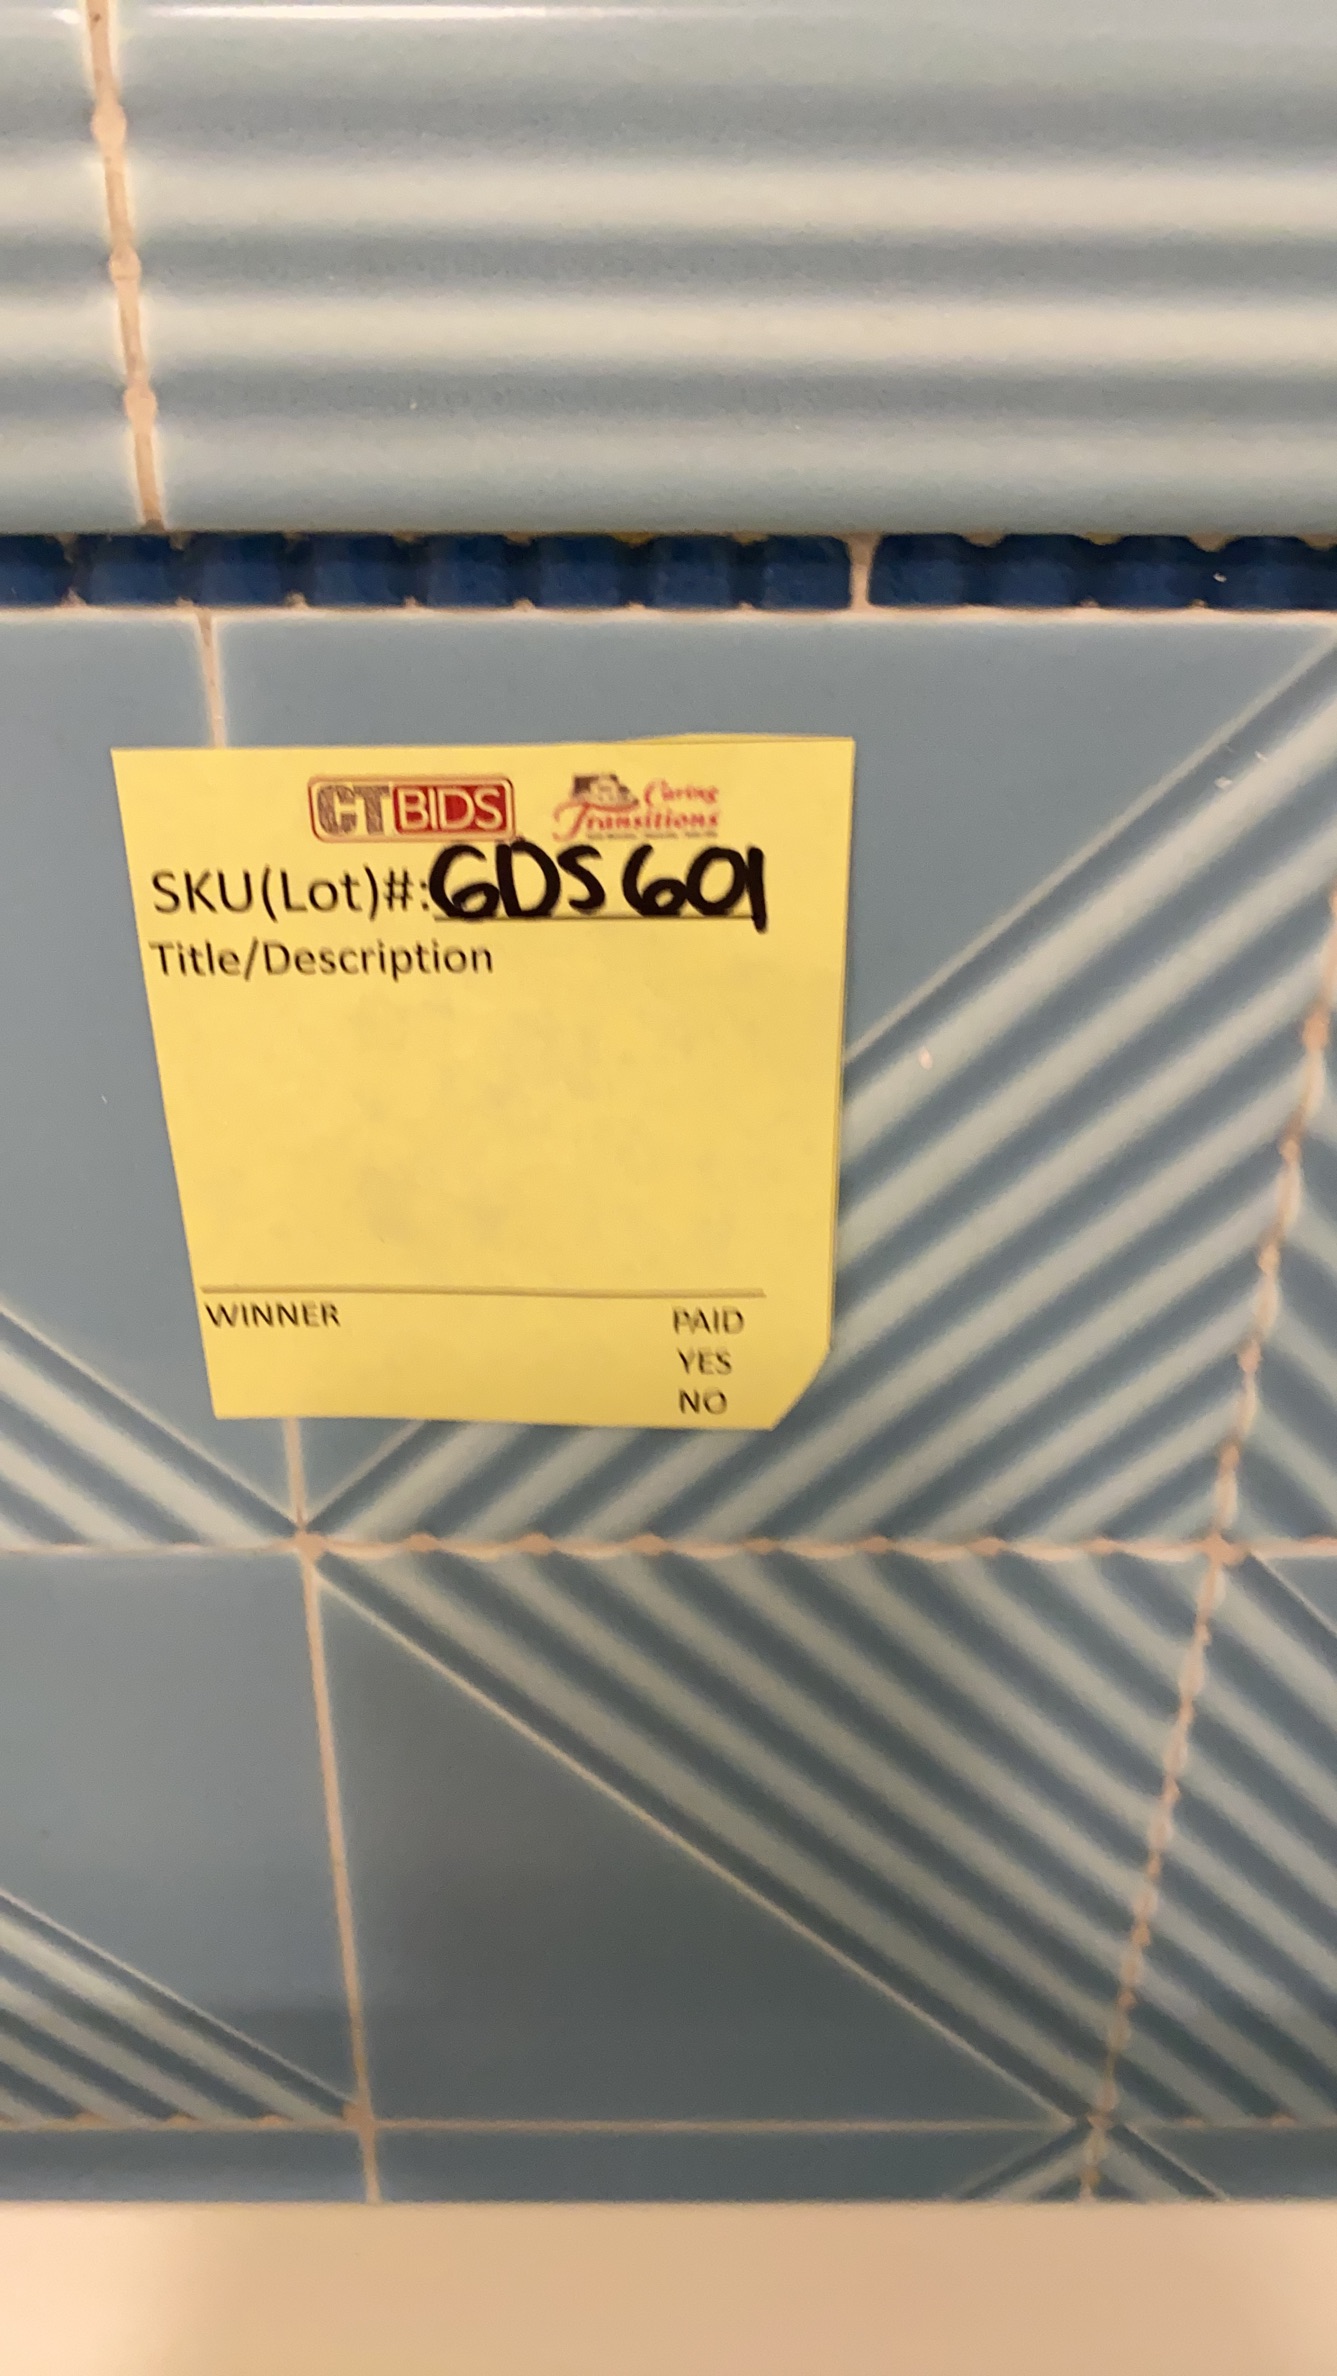 CTBIDS Caring Transitions
SKU(Lot)#: GDS601
Title/Description
WINNER PAID
YES
NO